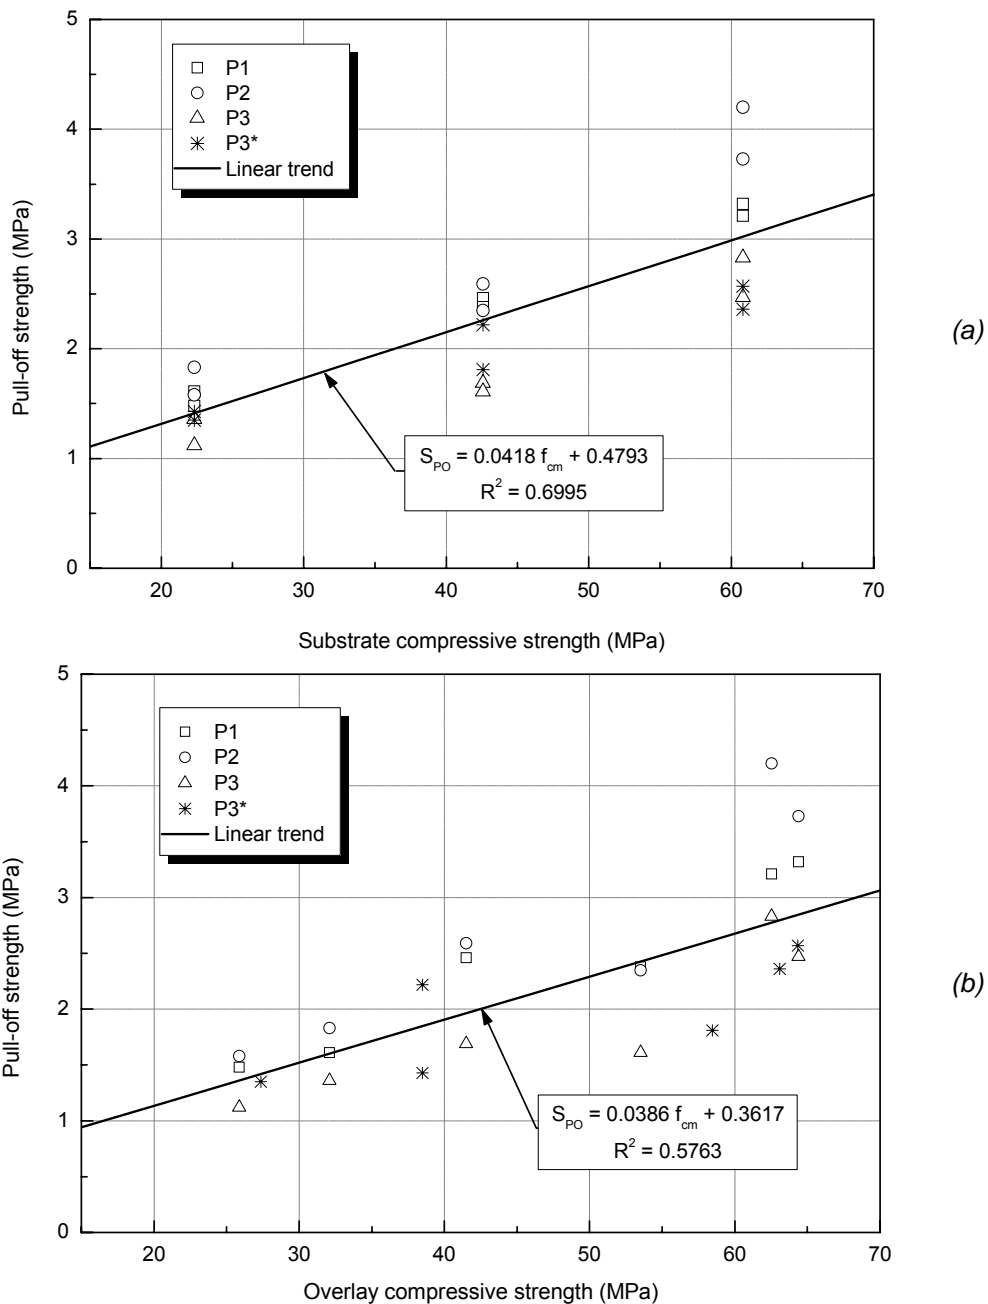 5
4
3
2
1
0
Pull-off strength (MPa)
P1
P2
P3
P3*
Linear trend
S_PO = 0.0418 f_cm + 0.4793
R² = 0.6995
(a)
20 30 40 50 60 70
Substrate compressive strength (MPa)
5
4
3
2
1
0
Pull-off strength (MPa)
P1
P2
P3
P3*
Linear trend
S_PO = 0.0386 f_cm + 0.3617
R² = 0.5763
(b)
20 30 40 50 60 70
Overlay compressive strength (MPa)